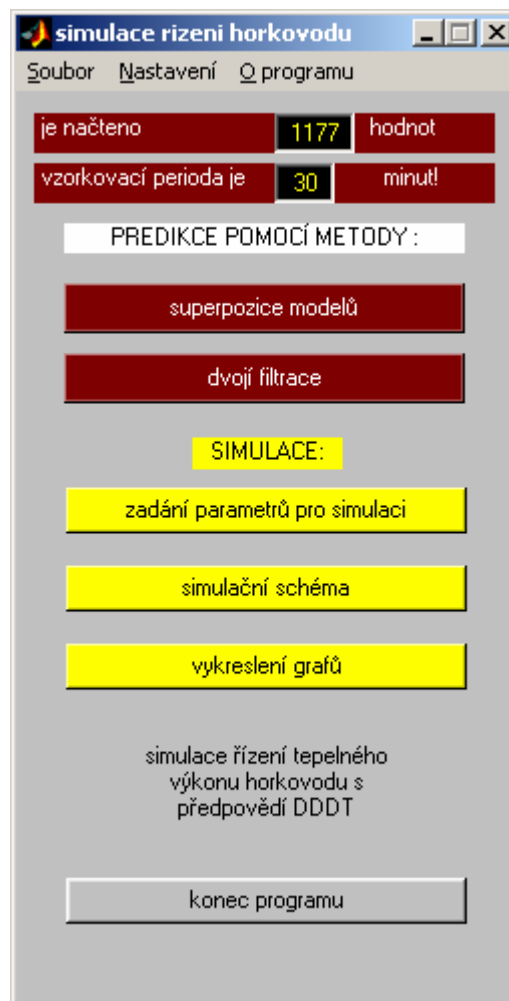 simulace rizeni horkovodu
Soubor Nastavení O programu
je načteno 1177 hodnot
vzorkovací perioda je 30 minut!
PREDIKCE POMOCÍ METODY :
superpozice modelů
dvojí filtrace
SIMULACE:
zadání parametrů pro simulaci
simulační schéma
vykreslení grafů
simulace řízení tepelného
výkonu horkovodu s
předpovědí DDDT
konec programu